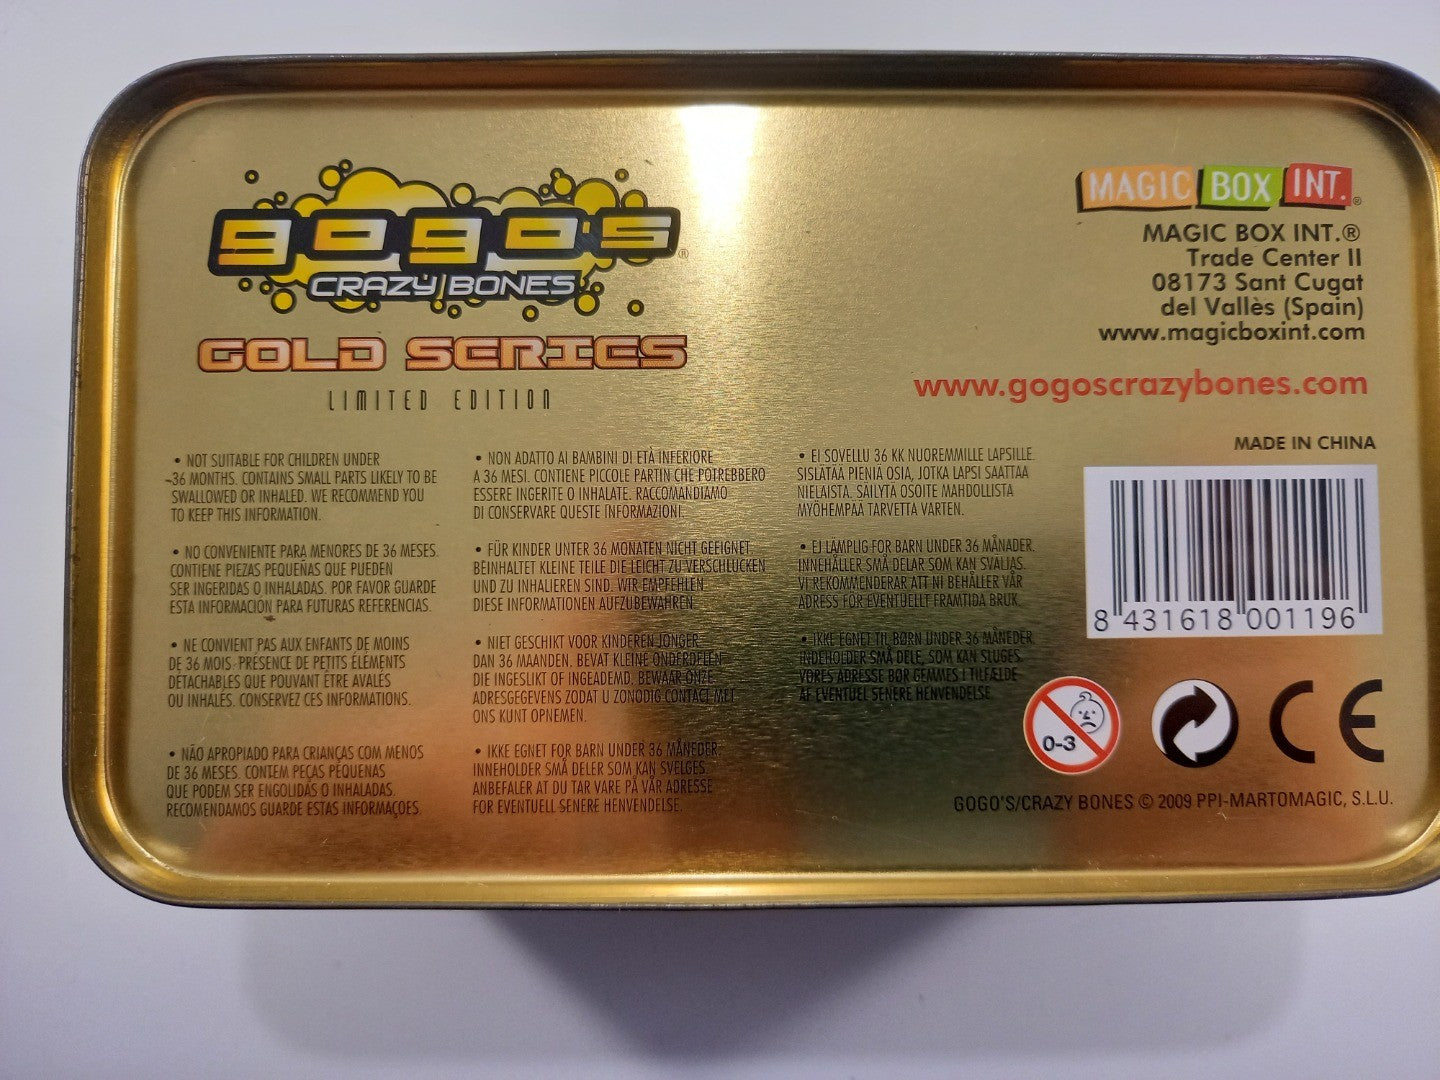 gogo's®
CRAZY BONES
GOLD SERIES
LIMITED EDITION
MAGIC BOX INT.®
MAGIC BOX INT.®
Trade Center II
08173 Sant Cugat
del Vallès (Spain)
www.magicboxint.com
www.gogoscrazybones.com
MADE IN CHINA
• NOT SUITABLE FOR CHILDREN UNDER
36 MONTHS. CONTAINS SMALL PARTS LIKELY TO BE
SWALLOWED OR INHALED. WE RECOMMEND YOU
TO KEEP THIS INFORMATION.
• NO CONVENIENTE PARA MENORES DE 36 MESES.
CONTIENE PIEZAS PEQUEÑAS QUE PUEDEN
SER INGERIDAS O INHALADAS. POR FAVOR GUARDE
ESTA INFORMACIÓN PARA FUTURAS REFERENCIAS.
• NE CONVIENT PAS AUX ENFANTS DE MOINS
DE 36 MOIS. PRÉSENCE DE PETITS ÉLÉMENTS
DÉTACHABLES QUE POUVANT ÊTRE AVALÉS
OU INHALÉS. CONSERVEZ CES INFORMATIONS.
• NÃO APROPIADO PARA CRIANÇAS COM MENOS
DE 36 MESES. CONTEM PEÇAS PEQUENAS
QUE PODEM SER ENGOLIDAS O INHALADAS.
RECOMENDAMOS GUARDE ESTAS INFORMAÇOES.
• NON ADATTO AI BAMBINI DI ETÀ INFERIORE
A 36 MESI. CONTIENE PICCOLE PARTIN CHE POTREBBERO
ESSERE INGERITE O INHALATE. RACCOMANDIAMO
DI CONSERVARE QUESTE INFORMAZIONI.
• FÜR KINDER UNTER 36 MONATEN NICHT GEEIGNET.
BEINHALTET KLEINE TEILE DIE LEICHT ZU VERSCHLUCKEN
UND ZU INHALIEREN SIND. WIR EMPFEHLEN
DIESE INFORMATIONEN AUFZUBEWAHREN.
• NIET GESCHIKT VOOR KINDEREN JONGER
DAN 36 MAANDEN. BEVAT KLEINE ONDERDELEN
DIE INGESLIKT OF INGEADEMD. BEWAAR ONZE
ADRESGEGEVENS ZODAT U ZONODIG CONTACT MET
ONS KUNT OPNEMEN.
• IKKE EGNET FOR BARN UNDER 36 MÅNEDER.
INNEHOLDER SMÅ DELER SOM KAN SVELGES.
ANBEFALER AT DU TAR VARE PÅ VÅR ADRESSE
FOR EVENTUELL SENERE HENVENDELSE.
• EI SOVELLU 36 KK NUOREMMILLE LAPSILLE.
SISLÄTÄÄ PIENIÄ OSIA, JOTKA LAPSI SAATTAA
NIELAISTA. SÄILYTÄ OSOITE MAHDOLLISTA
MYÖHEMPÄÄ TARVETTA VARTEN.
• EJ LÄMPLIG FOR BARN UNDER 36 MÅNADER.
INNEHÅLLER SMÅ DELAR SOM KAN SVÄLJAS.
VI REKOMMENDERAR ATT NI BEHÅLLER VÅR
ADRESS FÖR EVENTUELLT FRAMTIDA BRUK.
• IKKE EGNET TIL BØRN UNDER 36 MÅNEDER.
INDEHOLDER SMÅ DELE, SOM KAN SLUGES.
VORES ADRESSE BØR GEMMES I TILFÆLDE
AF EVENTUEL SENERE HENVENDELSE.
8 431618 001196
0-3
CE
GOGO'S/CRAZY BONES © 2009 PPI-MARTOMAGIC, S.L.U.